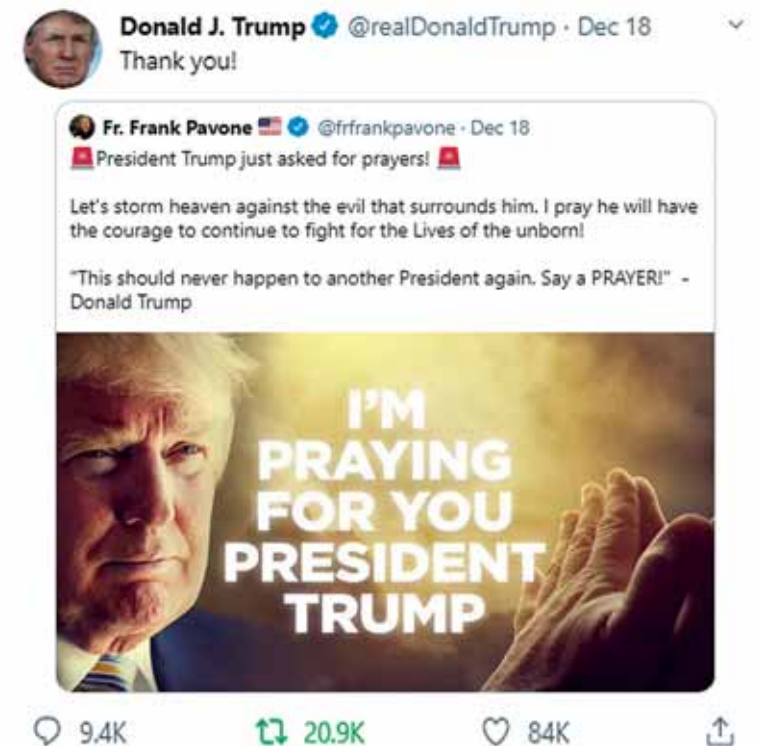 Donald J. Trump @realDonaldTrump · Dec 18
Thank you!
Fr. Frank Pavone @frfrankpavone · Dec 18
President Trump just asked for prayers!
Let's storm heaven against the evil that surrounds him. I pray he will have
the courage to continue to fight for the Lives of the unborn!
"This should never happen to another President again. Say a PRAYER!" -
Donald Trump
I'M
PRAYING
FOR YOU
PRESIDENT
TRUMP
9.4K 20.9K 84K